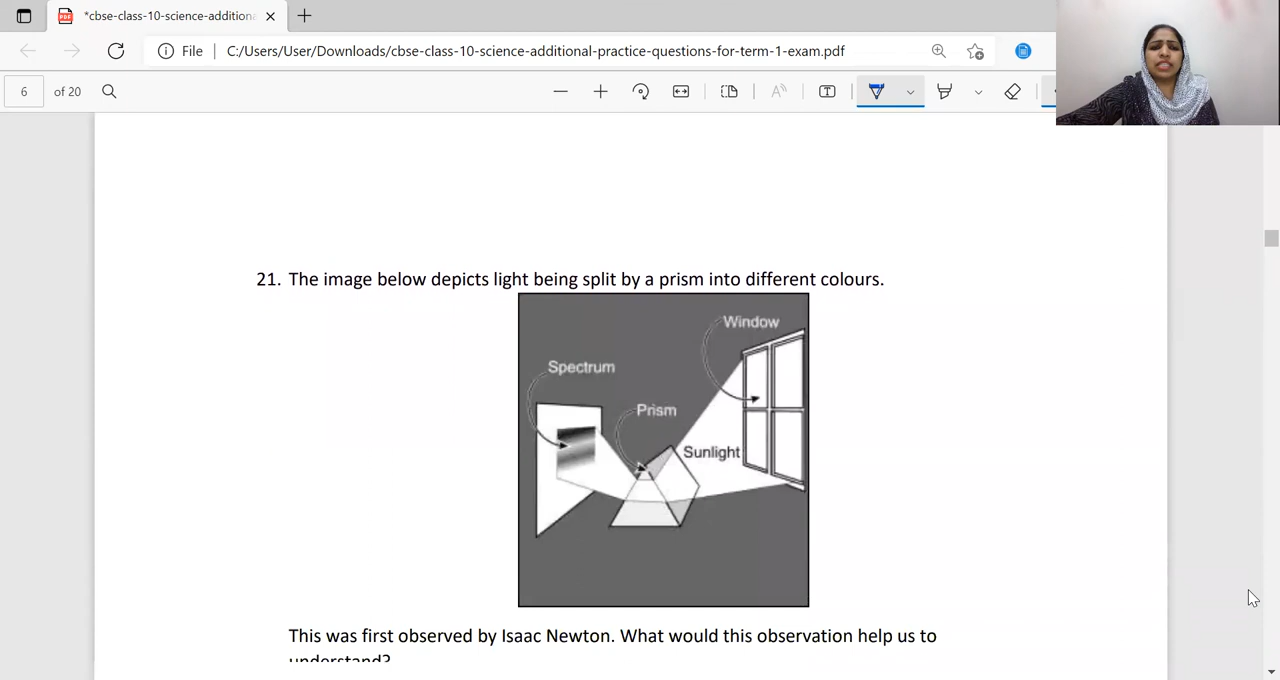 *cbse-class-10-science-additiona
File
C:/Users/User/Downloads/cbse-class-10-science-additional-practice-questions-for-term-1-exam.pdf
6 of 20
21. The image below depicts light being split by a prism into different colours.
Window
Spectrum
Prism
Sunlight
This was first observed by Isaac Newton. What would this observation help us to
understand?